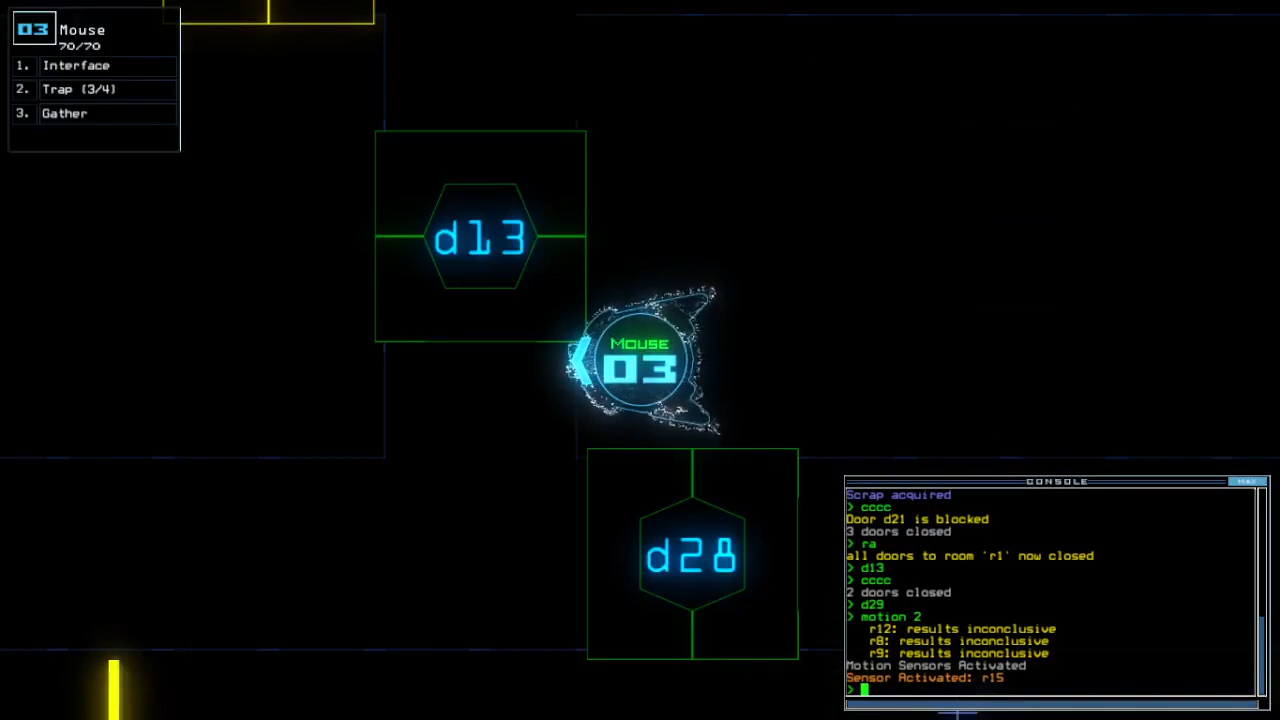 03 Mouse
70/70
1. Interface
2. Trap (3/4)
3. Gather
d13
Mouse
03
d28
CONSOLE
MAX
Scrap acquired
> cccc
Door d21 is blocked
3 doors closed
> ra
all doors to room 'r1' now closed
> d13
> cccc
2 doors closed
> d29
> motion 2
r12: results inconclusive
r8: results inconclusive
r9: results inconclusive
Motion Sensors Activated
Sensor Activated: r15
>